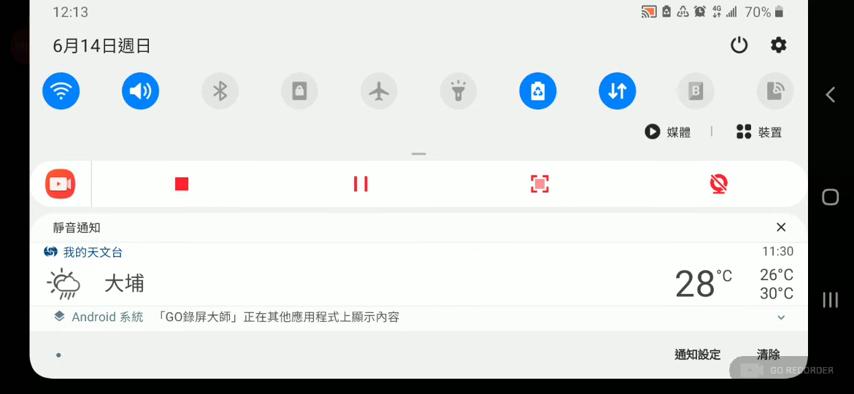 12:13
4G
70%
6月14日週日
媒體
裝置
靜音通知
我的天文台
11:30
大埔
28°C
26°C
30°C
Android 系統 「GO錄屏大師」正在其他應用程式上顯示內容
通知設定
清除
GO RECORDER